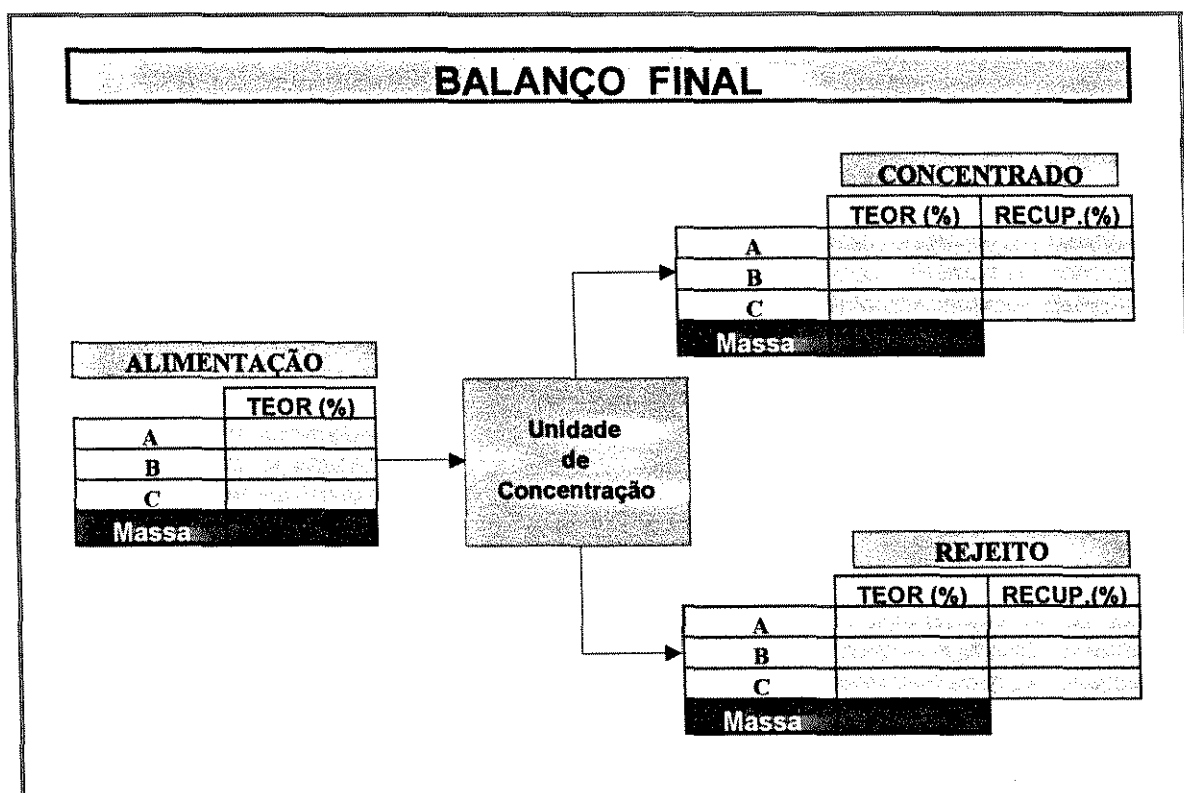 BALANÇO FINAL
CONCENTRADO
TEOR (%) RECUP.(%)
A
B
C
Massa
ALIMENTAÇÃO
TEOR (%)
A
B
C
Massa
Unidade
de
Concentração
REJEITO
TEOR (%) RECUP.(%)
A
B
C
Massa